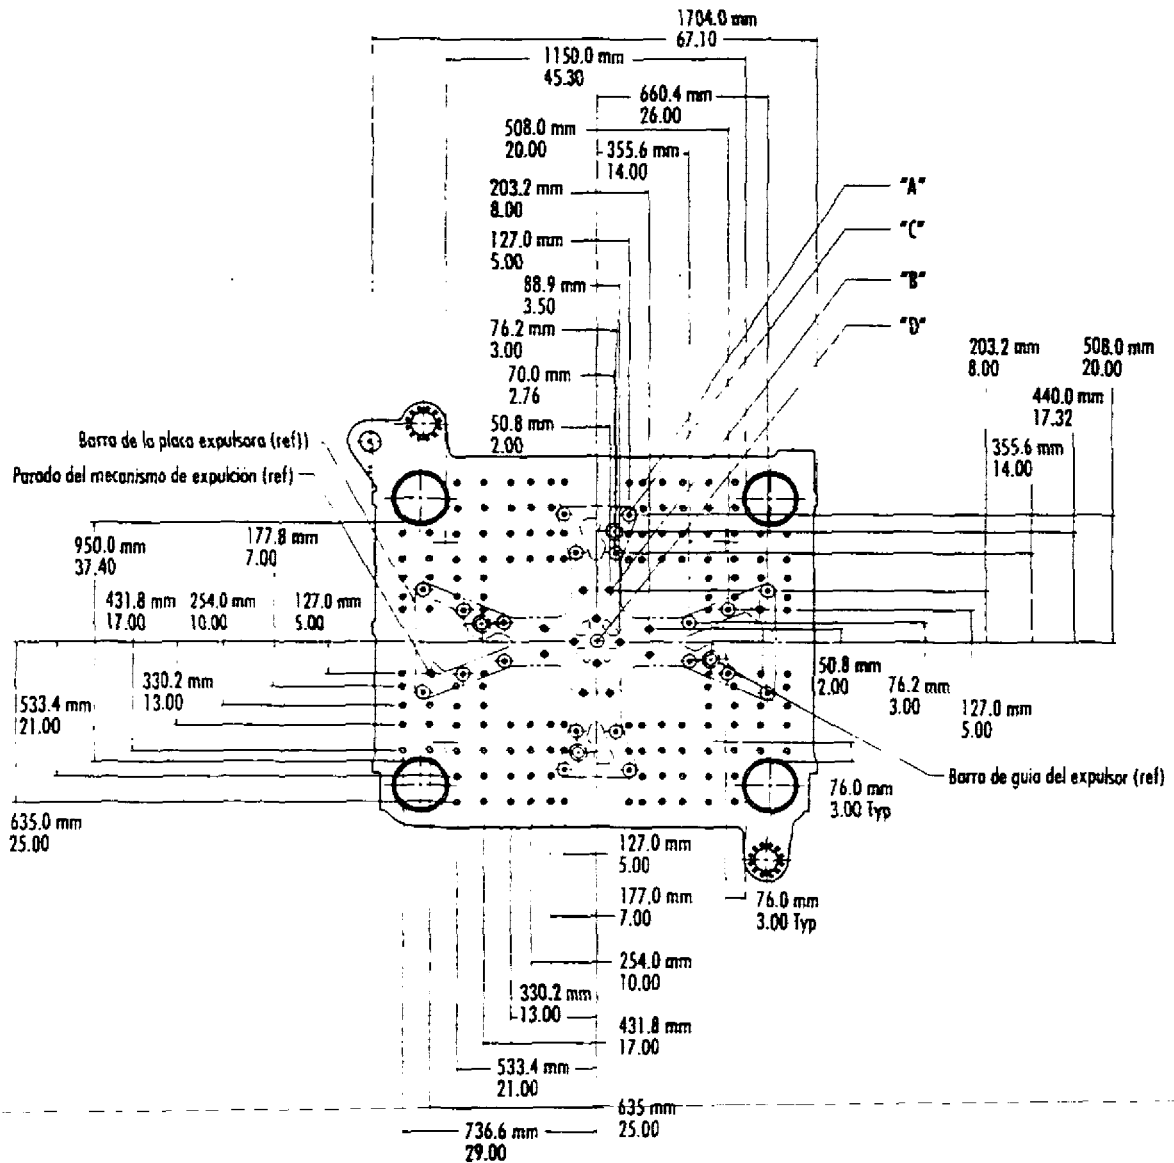 1704.0 mm
67.10
1150.0 mm
45.30
660.4 mm
26.00
508.0 mm
20.00
355.6 mm
14.00
203.2 mm
8.00
"A"
"C"
127.0 mm
5.00
88.9 mm
3.50
"B"
76.2 mm
3.00
"D"
70.0 mm
2.76
203.2 mm
8.00
508.0 mm
20.00
440.0 mm
17.32
50.8 mm
2.00
355.6 mm
14.00
Barra de la placa expulsora (ref))
Parado del mecanismo de expulcion (ref)
950.0 mm
37.40
177.8 mm
7.00
431.8 mm
17.00
254.0 mm
10.00
127.0 mm
5.00
533.4 mm
21.00
330.2 mm
13.00
50.8 mm
2.00
76.2 mm
3.00
127.0 mm
5.00
Barra de guia del expulsor (ref)
635.0 mm
25.00
76.0 mm
3.00 Typ
127.0 mm
5.00
177.0 mm
7.00
76.0 mm
3.00 Typ
254.0 mm
10.00
330.2 mm
13.00
431.8 mm
17.00
533.4 mm
21.00
635 mm
25.00
736.6 mm
29.00